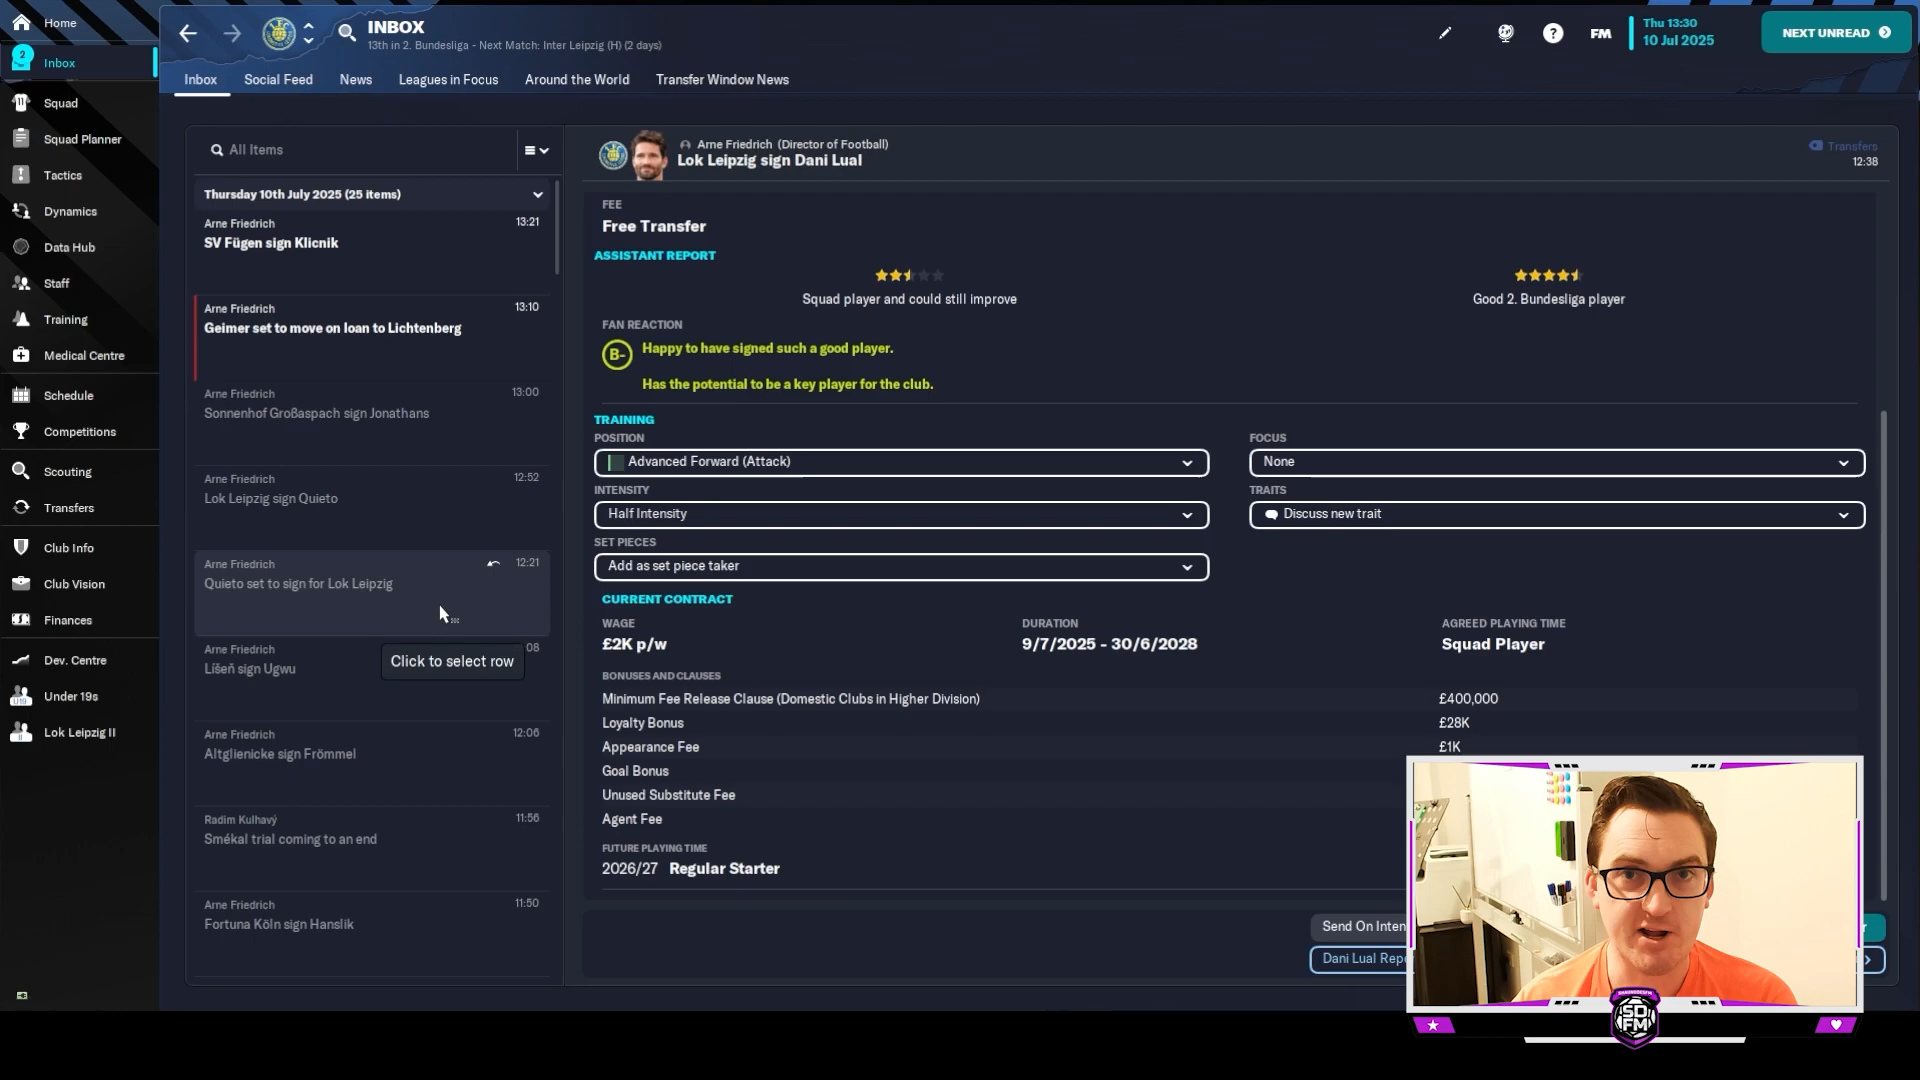 Home
2
Inbox
Squad
Squad Planner
Tactics
Dynamics
Data Hub
Staff
Training
Medical Centre
Schedule
Competitions
Scouting
Transfers
Club Info
Club Vision
Finances
Dev. Centre
Under 19s
Lok Leipzig II
INBOX
13th in 2. Bundesliga - Next Match: Inter Leipzig (H) (2 days)
FM
Thu 13:30
10 Jul 2025
NEXT UNREAD
Inbox Social Feed News Leagues in Focus Around the World Transfer Window News
All Items
Thursday 10th July 2025 (25 items)
Arne Friedrich 13:21
SV Fügen sign Klicnik
Arne Friedrich 13:10
Geimer set to move on loan to Lichtenberg
Arne Friedrich 13:00
Sonnenhof Großaspach sign Jonathans
Arne Friedrich 12:52
Lok Leipzig sign Quieto
Arne Friedrich 12:21
Quieto set to sign for Lok Leipzig
Arne Friedrich 08
Líšeň sign Ugwu
Click to select row
Arne Friedrich 12:06
Altglienicke sign Frömmel
Radim Kulhavý 11:56
Smékal trial coming to an end
Arne Friedrich 11:50
Fortuna Köln sign Hanslik
Arne Friedrich (Director of Football)
Lok Leipzig sign Dani Lual
Transfers
12:38
FEE
Free Transfer
ASSISTANT REPORT
Squad player and could still improve
Good 2. Bundesliga player
FAN REACTION
B-
Happy to have signed such a good player.
Has the potential to be a key player for the club.
TRAINING
POSITION
Advanced Forward (Attack)
FOCUS
None
INTENSITY
Half Intensity
TRAITS
Discuss new trait
SET PIECES
Add as set piece taker
CURRENT CONTRACT
WAGE
£2K p/w
DURATION
9/7/2025 - 30/6/2028
AGREED PLAYING TIME
Squad Player
BONUSES AND CLAUSES
Minimum Fee Release Clause (Domestic Clubs in Higher Division) £400,000
Loyalty Bonus £28K
Appearance Fee £1K
Goal Bonus
Unused Substitute Fee
Agent Fee
FUTURE PLAYING TIME
2026/27 Regular Starter
Send On Inten
Dani Lual Repo
SD
FM